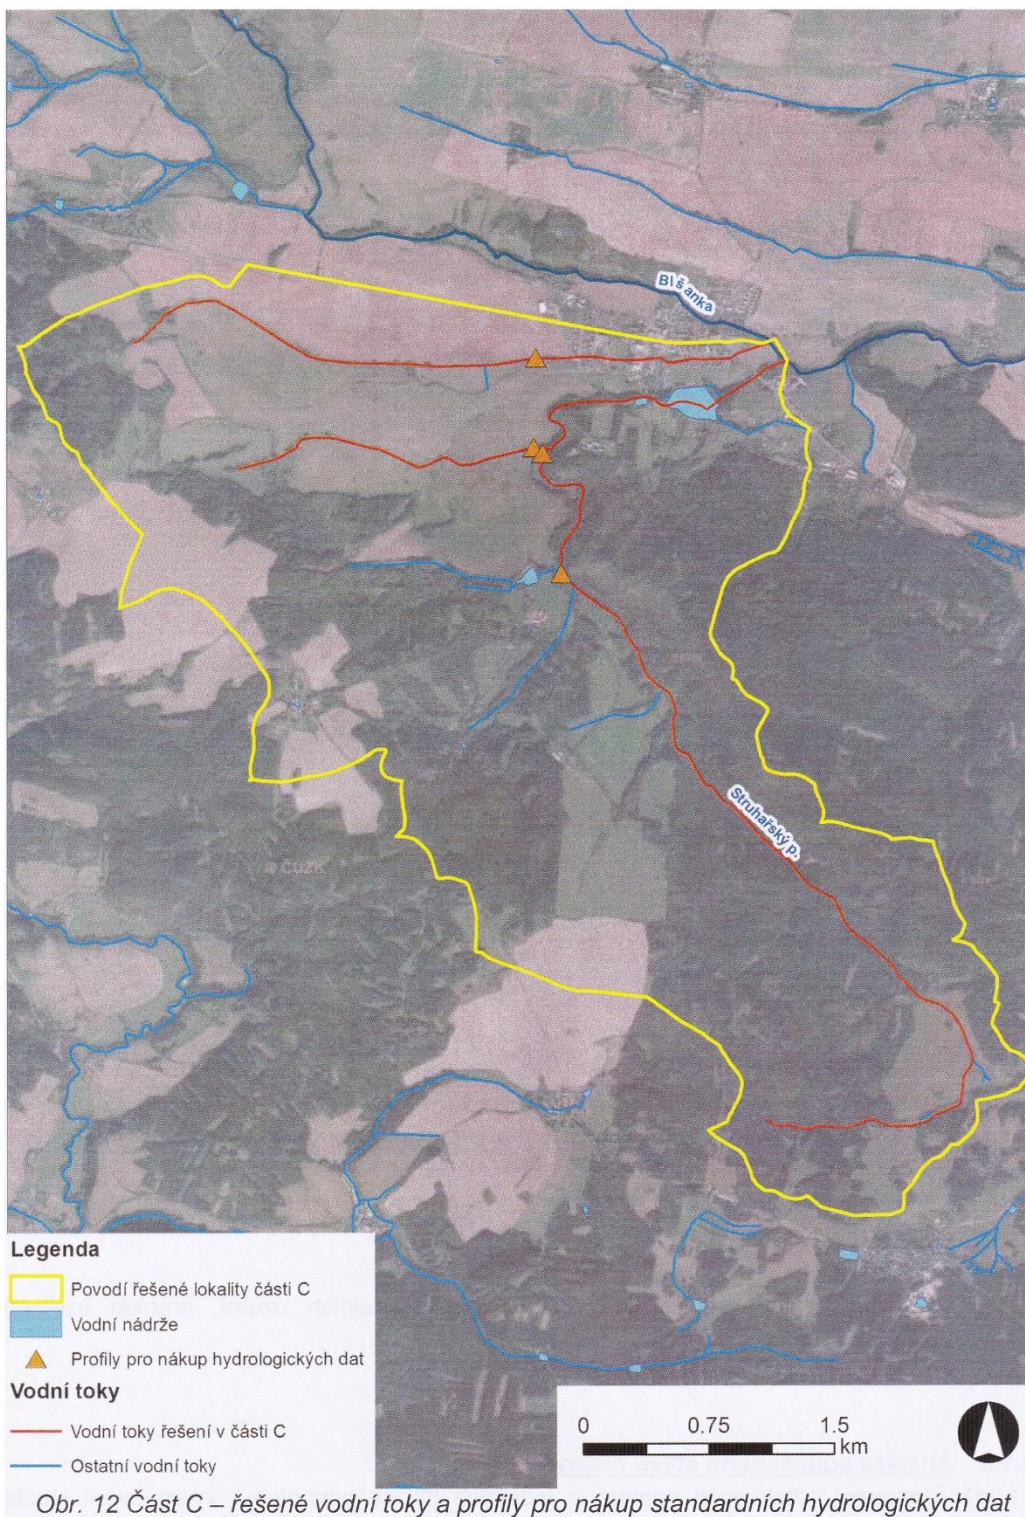 Blšanka
Struhařský p.
ČÚZK
Legenda
Povodí řešené lokality části C
Vodní nádrže
Profily pro nákup hydrologických dat
Vodní toky
Vodní toky řešení v části C
Ostatní vodní toky
0 0.75 1.5
km
Obr. 12 Část C – řešené vodní toky a profily pro nákup standardních hydrologických dat